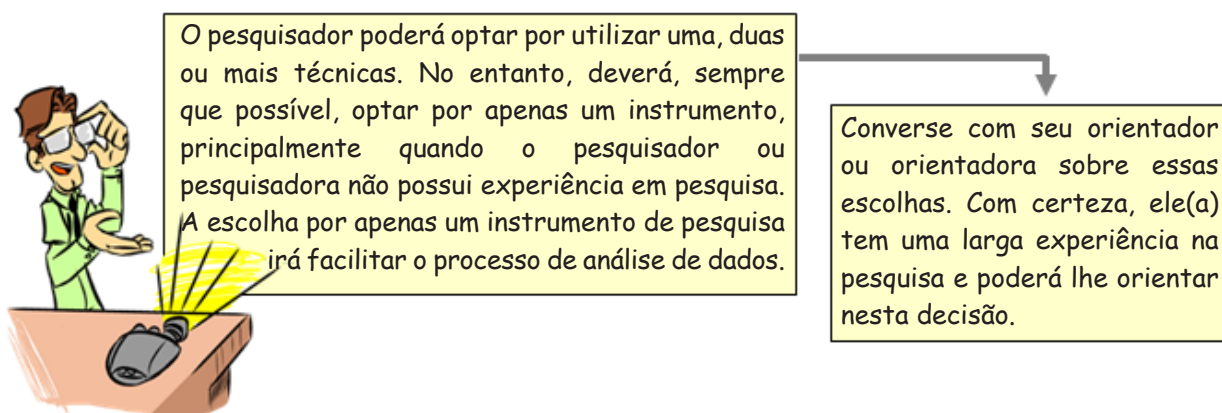 O pesquisador poderá optar por utilizar uma, duas
ou mais técnicas. No entanto, deverá, sempre
que possível, optar por apenas um instrumento,
principalmente quando o pesquisador ou
pesquisadora não possui experiência em pesquisa.
A escolha por apenas um instrumento de pesquisa
irá facilitar o processo de análise de dados.
Converse com seu orientador
ou orientadora sobre essas
escolhas. Com certeza, ele(a)
tem uma larga experiência na
pesquisa e poderá lhe orientar
nesta decisão.